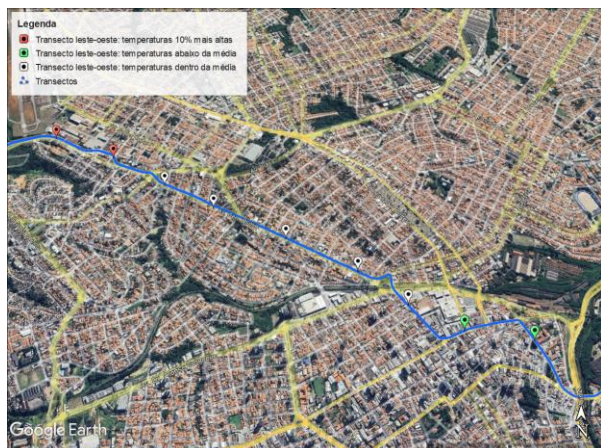 Legenda
Transecto leste-oeste: temperaturas 10% mais altas
Transecto leste-oeste: temperaturas abaixo da média
Transecto leste-oeste: temperaturas dentro da média
Transectos
Google Earth
N